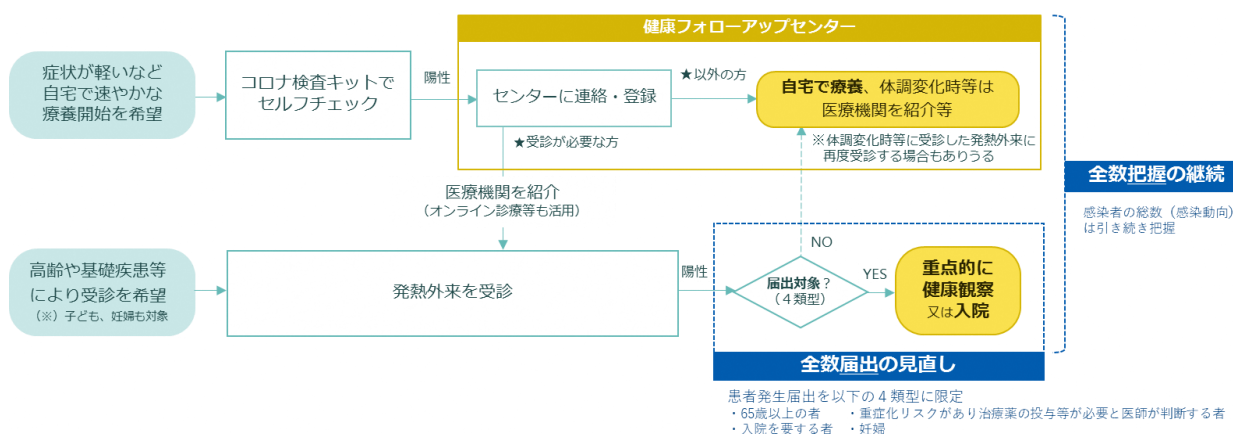 健康フォローアップセンター
症状が軽いなど
自宅で速やかな
療養開始を希望
コロナ検査キットで
セルフチェック
陽性
センターに連絡・登録
★以外の方
自宅で療養、体調変化時等は
医療機関を紹介等
★受診が必要な方
※体調変化時等に受診した発熱外来に
再度受診する場合もありうる
全数把握の継続
感染者の総数（感染動向）
は引き続き把握
医療機関を紹介
（オンライン診療等も活用）
高齢や基礎疾患等
により受診を希望
（※）子ども、妊婦も対象
発熱外来を受診
陽性
届出対象？
（４類型）
NO
YES
重点的に
健康観察
又は入院
全数届出の見直し
患者発生届出を以下の４類型に限定
・65歳以上の者　・重症化リスクがあり治療薬の投与等が必要と医師が判断する者
・入院を要する者　・妊婦